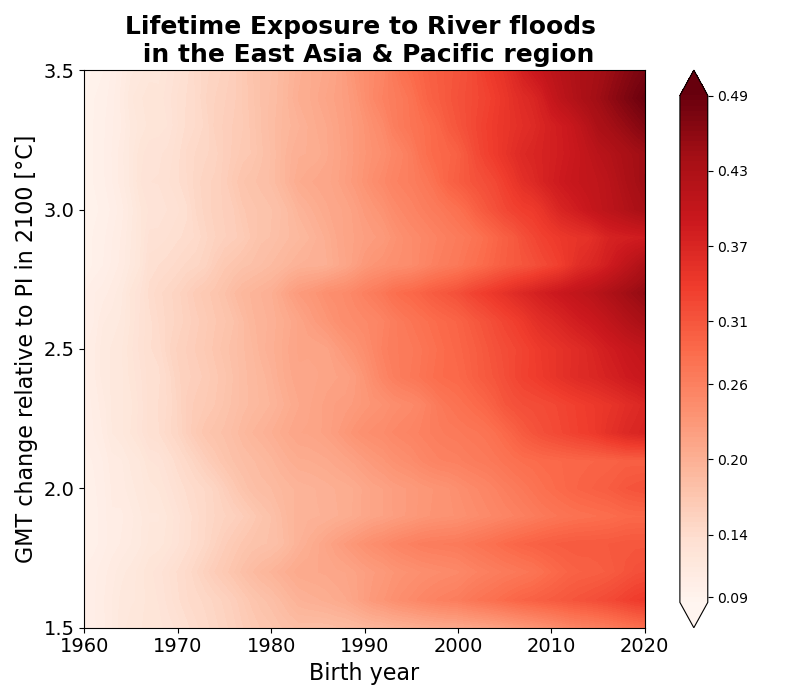 Lifetime Exposure to River floods
in the East Asia & Pacific region
GMT change relative to PI in 2100 [°C]
3.5
3.0
2.5
2.0
1.5
1960 1970 1980 1990 2000 2010 2020
Birth year
0.49
0.43
0.37
0.31
0.26
0.20
0.14
0.09